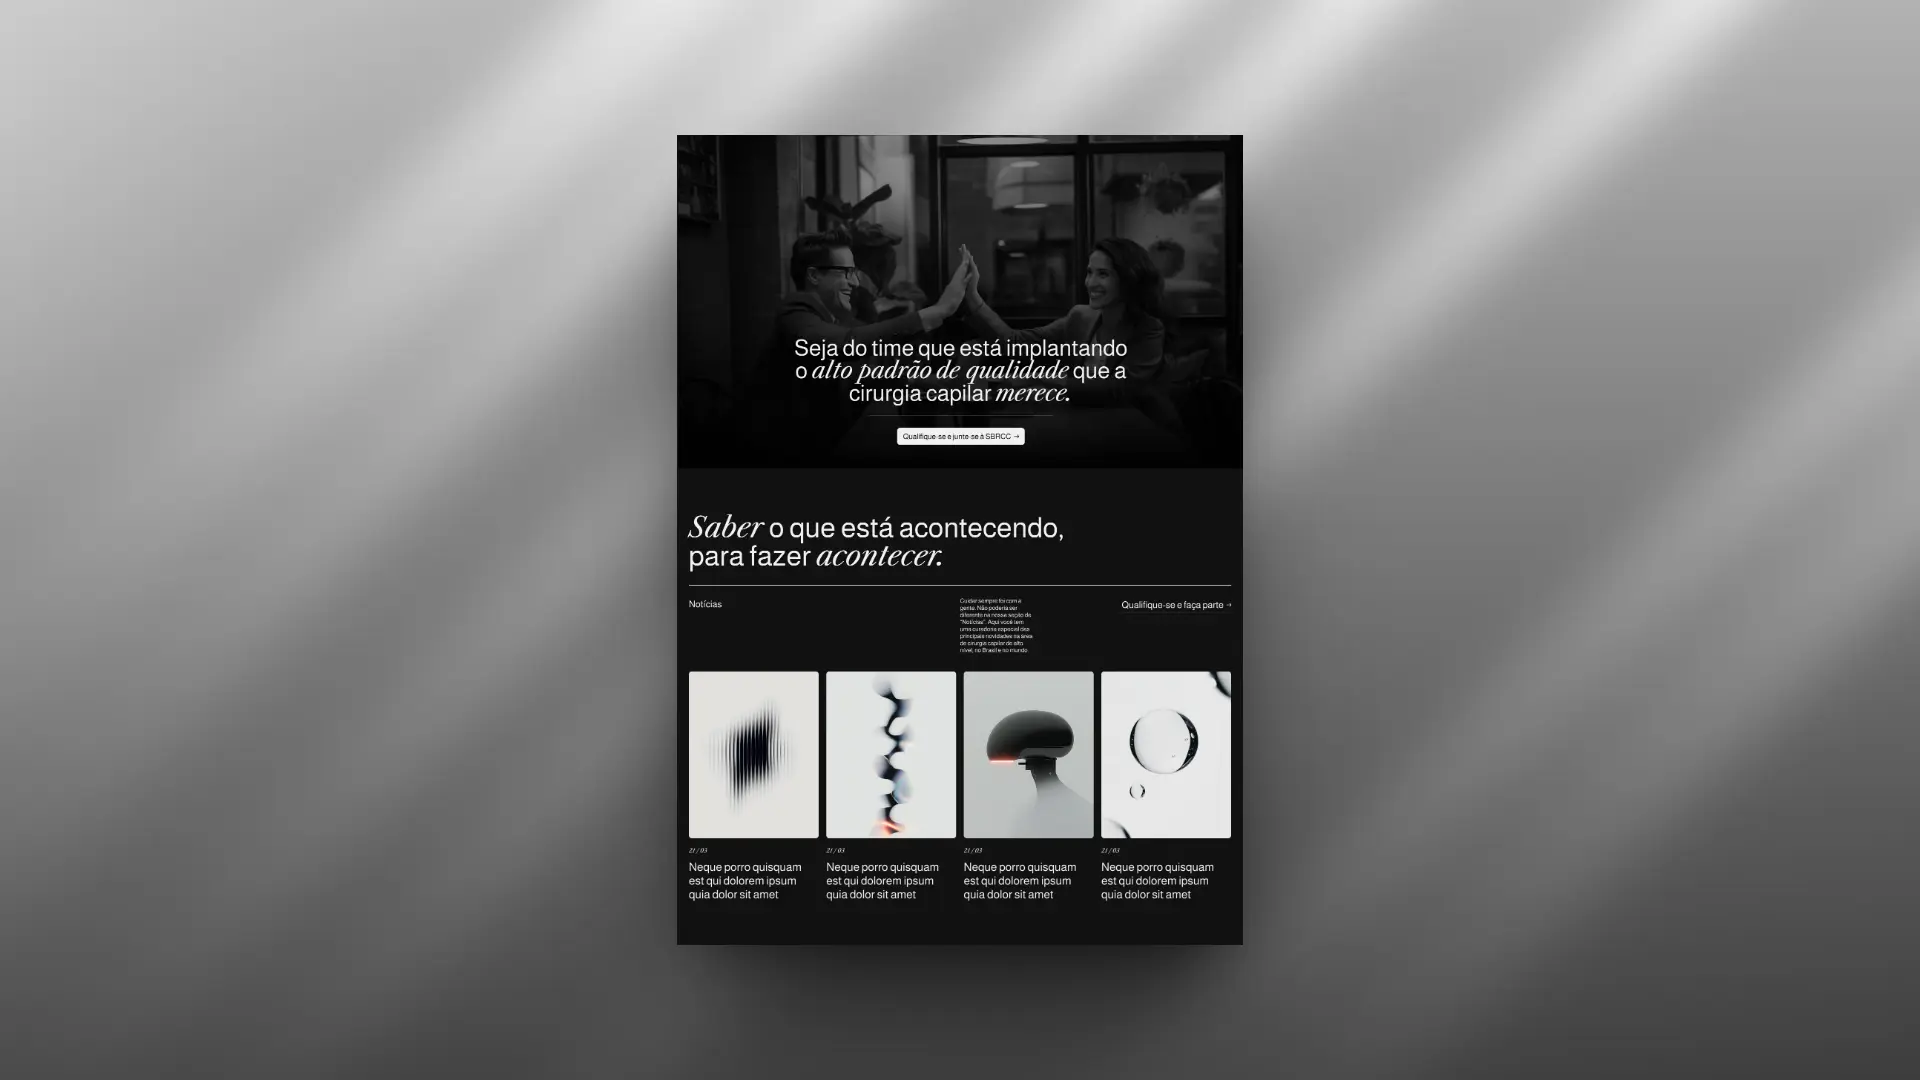 Seja do time que está implantando
o alto padrão de qualidade que a
cirurgia capilar merece.
Qualifique-se e junte-se à SBRCC →
Saber o que está acontecendo,
para fazer acontecer.
Notícias
Cuidar sempre foi com a
gente. Não poderia ser
diferente na nossa seção de
"Notícias". Aqui você tem
uma curadoria especial das
principais novidades na área
de cirurgia capilar de alto
nível, no Brasil e no mundo.
Qualifique-se e faça parte →
21 / 03
Neque porro quisquam
est qui dolorem ipsum
quia dolor sit amet
21 / 03
Neque porro quisquam
est qui dolorem ipsum
quia dolor sit amet
21 / 03
Neque porro quisquam
est qui dolorem ipsum
quia dolor sit amet
21 / 03
Neque porro quisquam
est qui dolorem ipsum
quia dolor sit amet